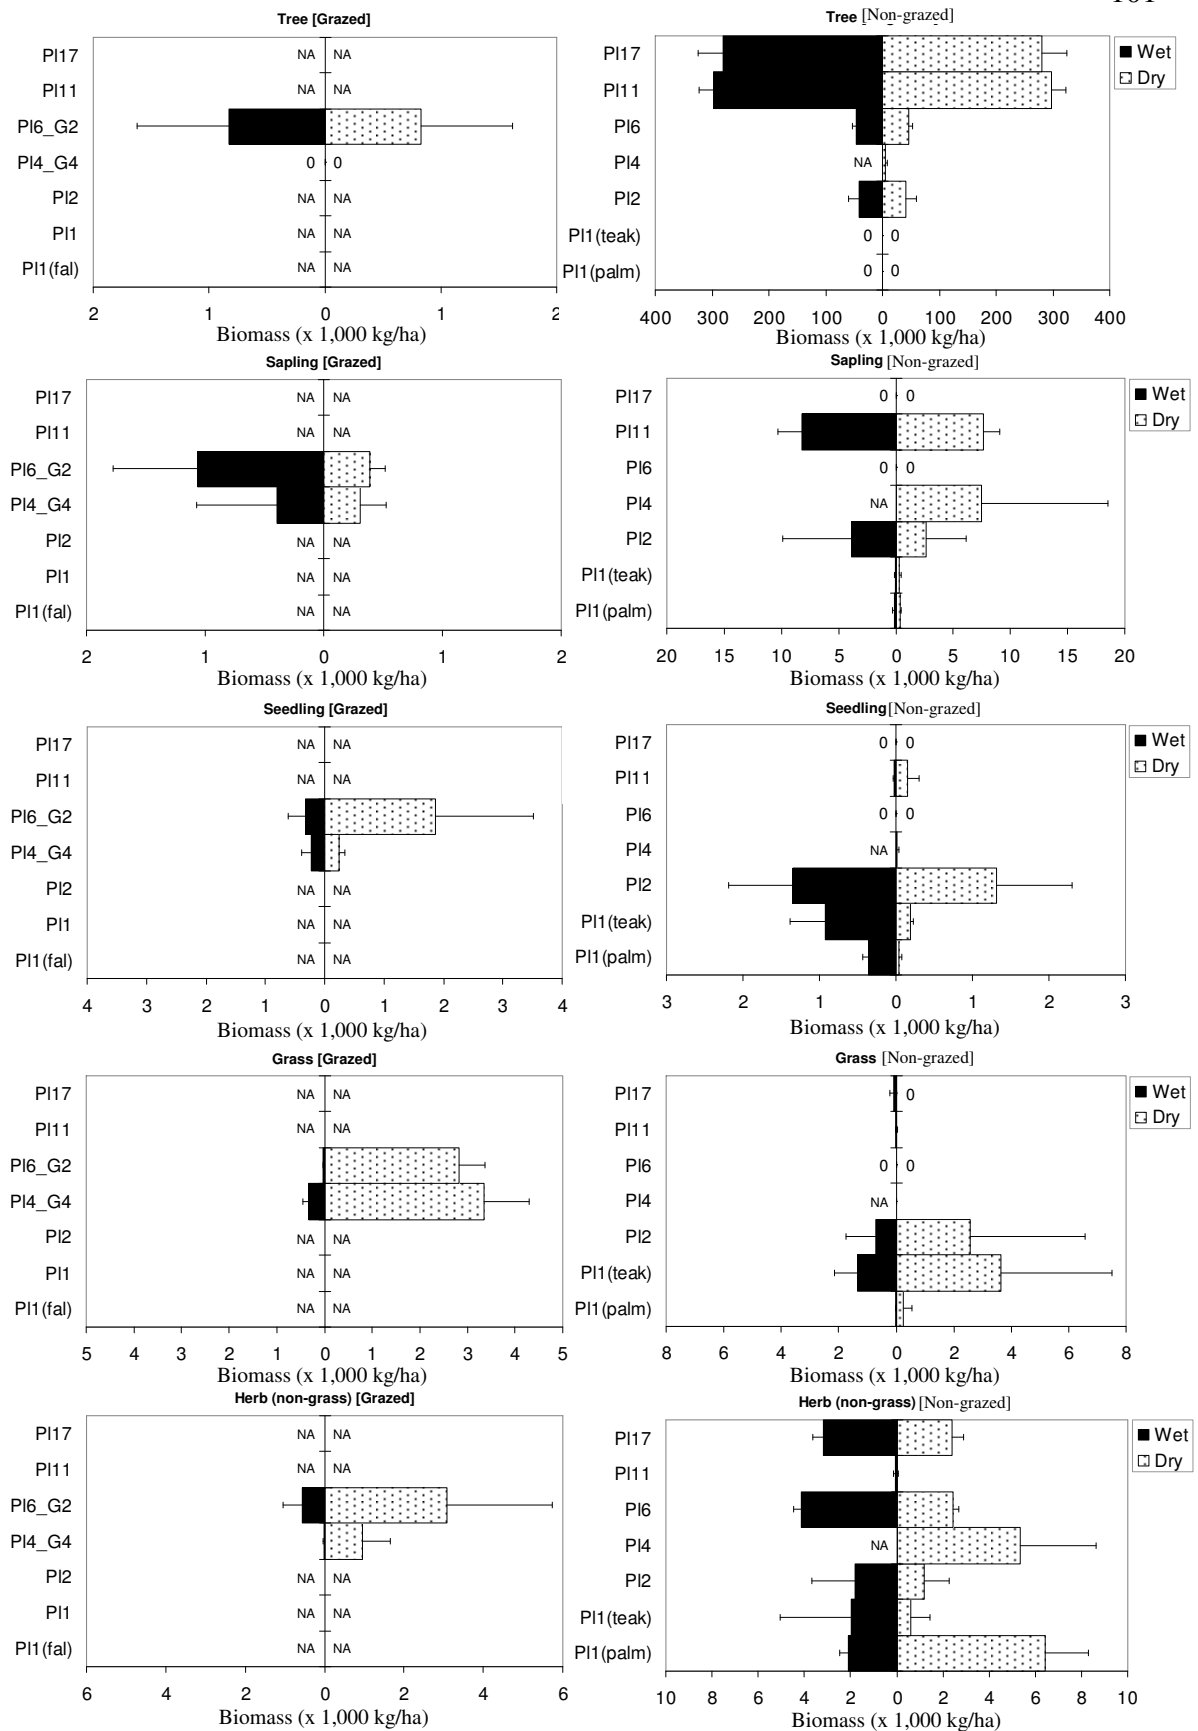 Tree [Grazed]
Pl17 NA NA
Pl11 NA NA
Pl6_G2
Pl4_G4 0 0
Pl2 NA NA
Pl1 NA NA
Pl1(fal) NA NA
2 1 0 1 2
Biomass (x 1,000 kg/ha)
Tree [Non-grazed]
Pl17
Pl11
Pl6
Pl4 NA
Pl2
Pl1(teak) 0 0
Pl1(palm) 0 0
400 300 200 100 0 100 200 300 400
Biomass (x 1,000 kg/ha)
Wet
Dry
Sapling [Grazed]
Pl17 NA NA
Pl11 NA NA
Pl6_G2
Pl4_G4
Pl2 NA NA
Pl1 NA NA
Pl1(fal) NA NA
2 1 0 1 2
Biomass (x 1,000 kg/ha)
Sapling [Non-grazed]
Pl17 0 0
Pl11
Pl6 0 0
Pl4 NA
Pl2
Pl1(teak)
Pl1(palm)
20 15 10 5 0 5 10 15 20
Biomass (x 1,000 kg/ha)
Wet
Dry
Seedling [Grazed]
Pl17 NA NA
Pl11 NA NA
Pl6_G2
Pl4_G4
Pl2 NA NA
Pl1 NA NA
Pl1(fal) NA NA
4 3 2 1 0 1 2 3 4
Biomass (x 1,000 kg/ha)
Seedling [Non-grazed]
Pl17 0 0
Pl11
Pl6 0 0
Pl4 NA
Pl2
Pl1(teak)
Pl1(palm)
3 2 1 0 1 2 3
Biomass (x 1,000 kg/ha)
Wet
Dry
Grass [Grazed]
Pl17 NA NA
Pl11 NA NA
Pl6_G2
Pl4_G4
Pl2 NA NA
Pl1 NA NA
Pl1(fal) NA NA
5 4 3 2 1 0 1 2 3 4 5
Biomass (x 1,000 kg/ha)
Grass [Non-grazed]
Pl17 0
Pl11
Pl6 0 0
Pl4 NA
Pl2
Pl1(teak)
Pl1(palm)
8 6 4 2 0 2 4 6 8
Biomass (x 1,000 kg/ha)
Wet
Dry
Herb (non-grass) [Grazed]
Pl17 NA NA
Pl11 NA NA
Pl6_G2
Pl4_G4
Pl2 NA NA
Pl1 NA NA
Pl1(fal) NA NA
6 4 2 0 2 4 6
Biomass (x 1,000 kg/ha)
Herb (non-grass) [Non-grazed]
Pl17
Pl11
Pl6
Pl4 NA
Pl2
Pl1(teak)
Pl1(palm)
10 8 6 4 2 0 2 4 6 8 10
Biomass (x 1,000 kg/ha)
Wet
Dry